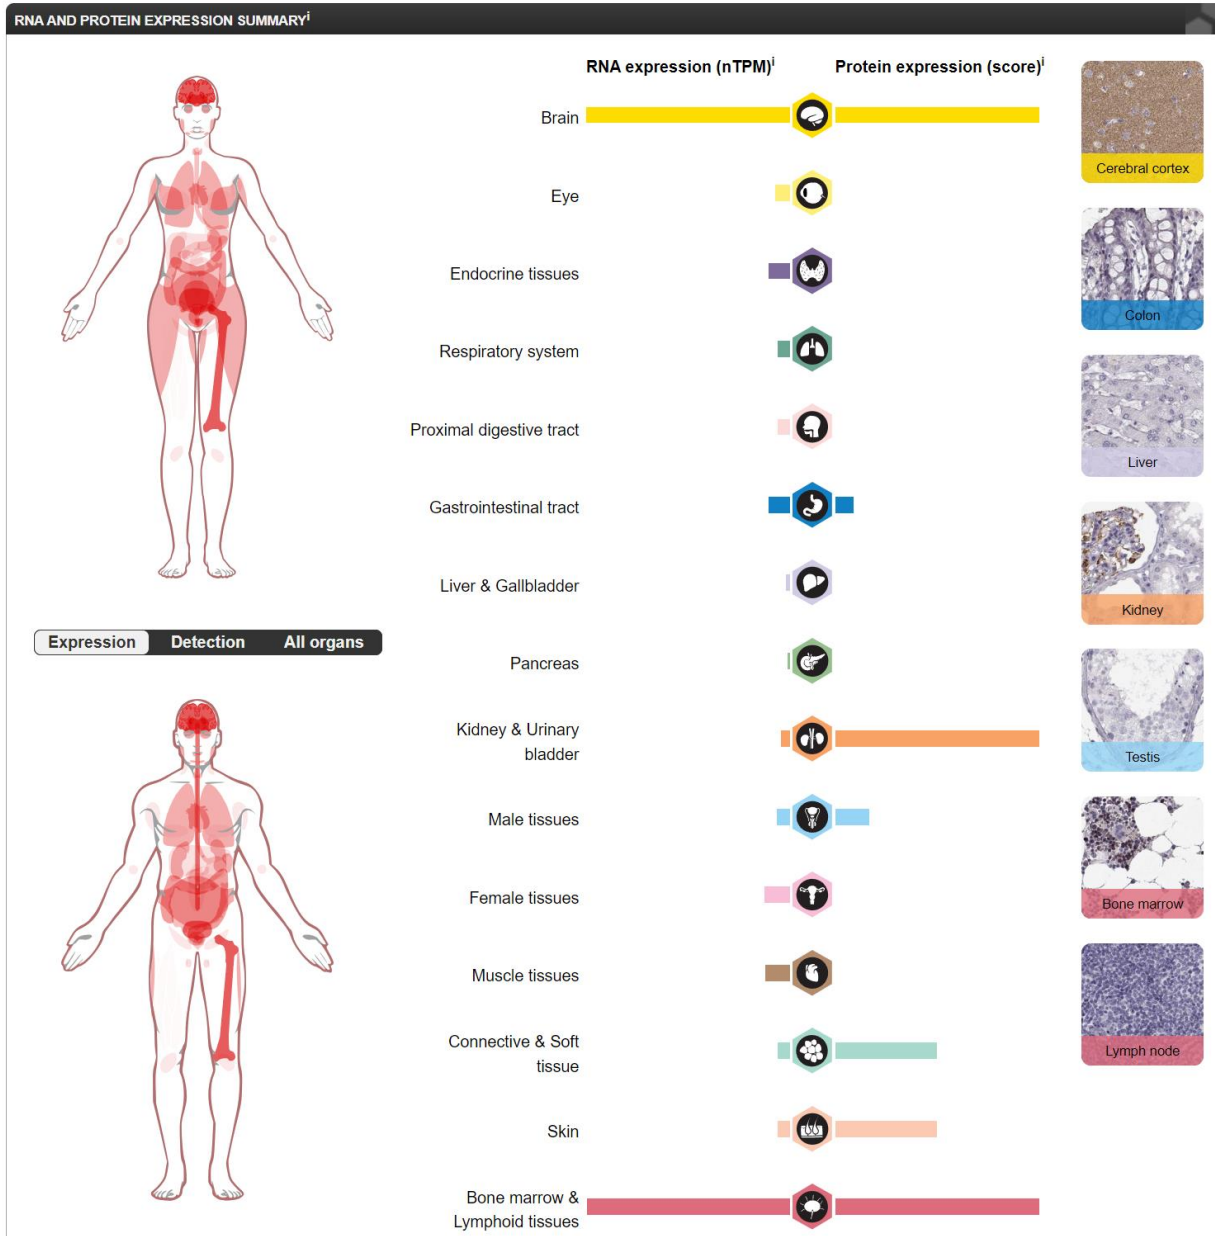 RNA AND PROTEIN EXPRESSION SUMMARYi
RNA expression (nTPM)i
Protein expression (score)i
Brain
Eye
Endocrine tissues
Respiratory system
Proximal digestive tract
Gastrointestinal tract
Liver & Gallbladder
Pancreas
Kidney & Urinary
bladder
Male tissues
Female tissues
Muscle tissues
Connective & Soft
tissue
Skin
Bone marrow &
Lymphoid tissues
Expression
Detection
All organs
Cerebral cortex
Colon
Liver
Kidney
Testis
Bone marrow
Lymph node